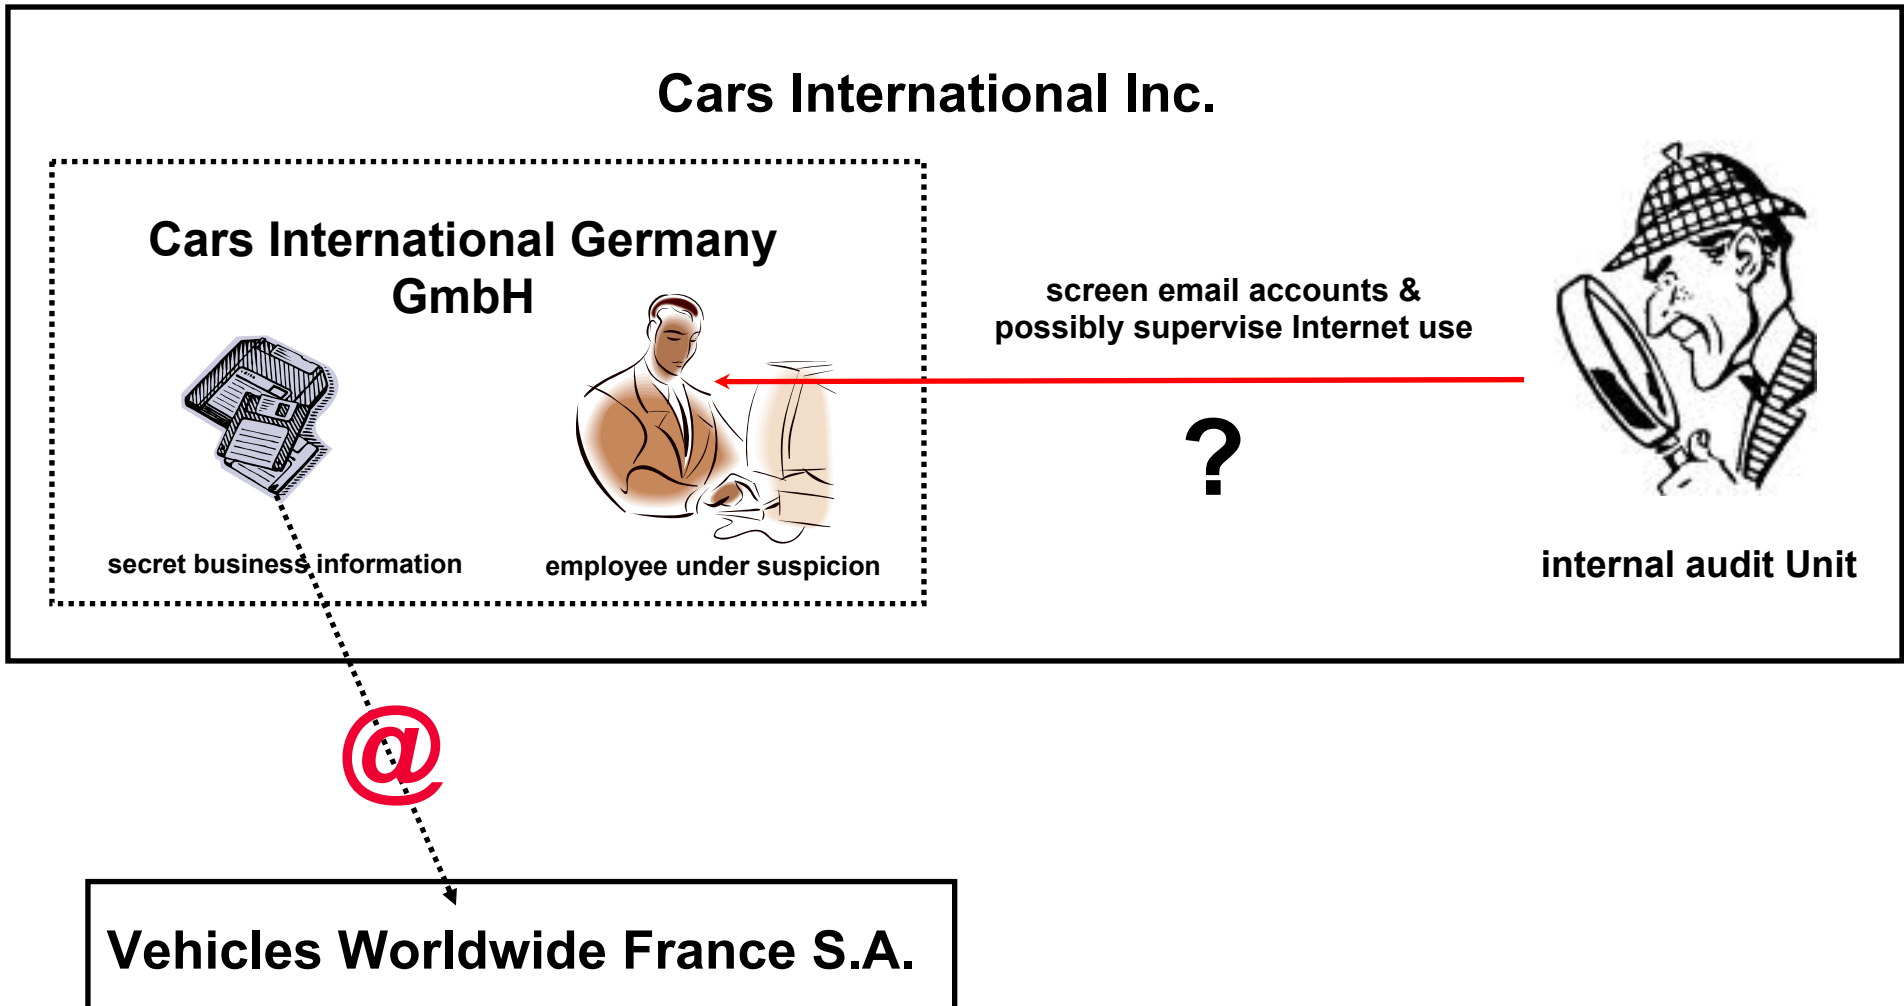 Cars International Inc.
Cars International Germany
GmbH
screen email accounts &
possibly supervise Internet use
?
secret business information
employee under suspicion
internal audit Unit
@
Vehicles Worldwide France S.A.